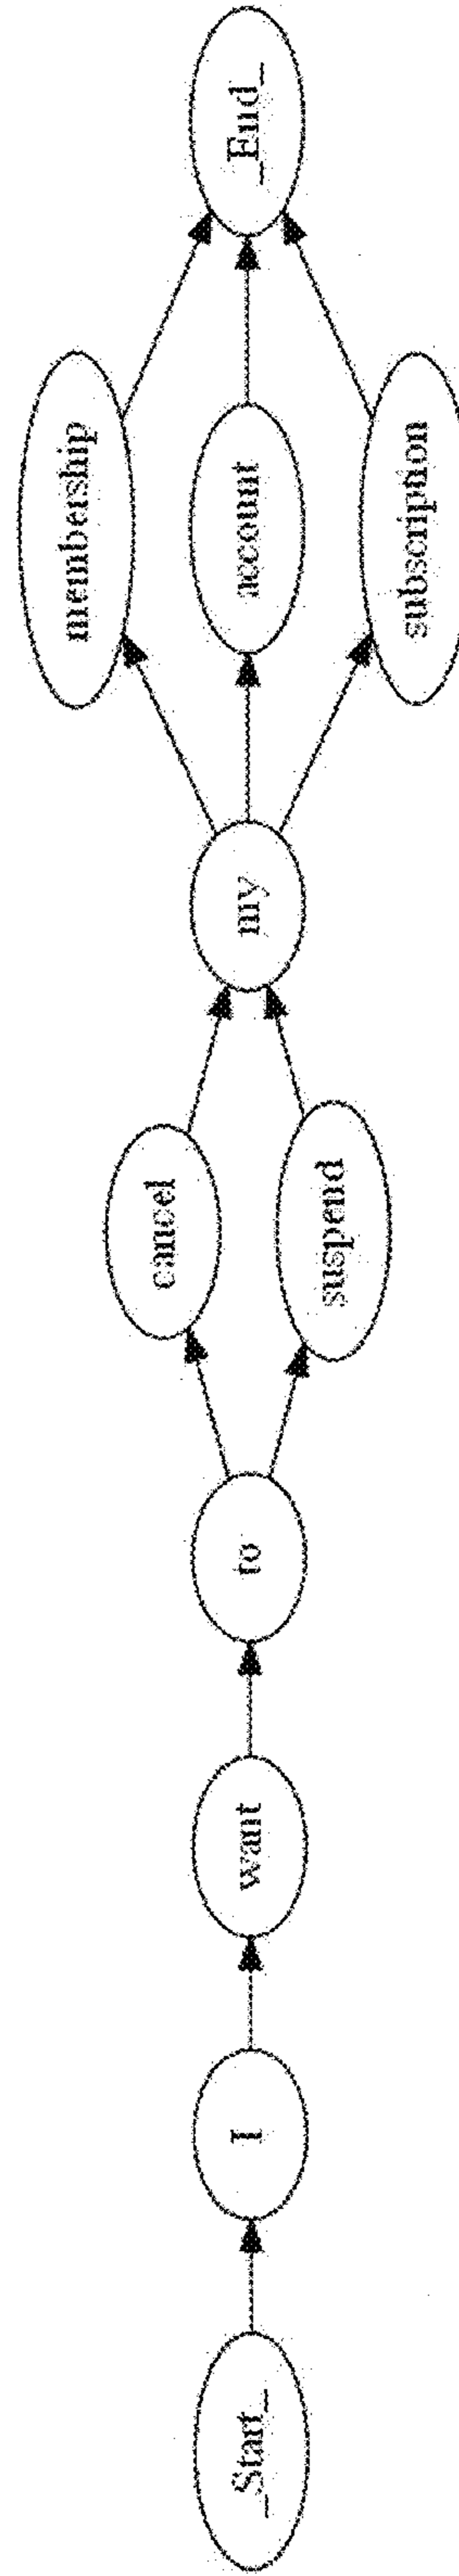 _Start_
I
want
to
cancel
suspend
my
membership
account
subscription
_End_